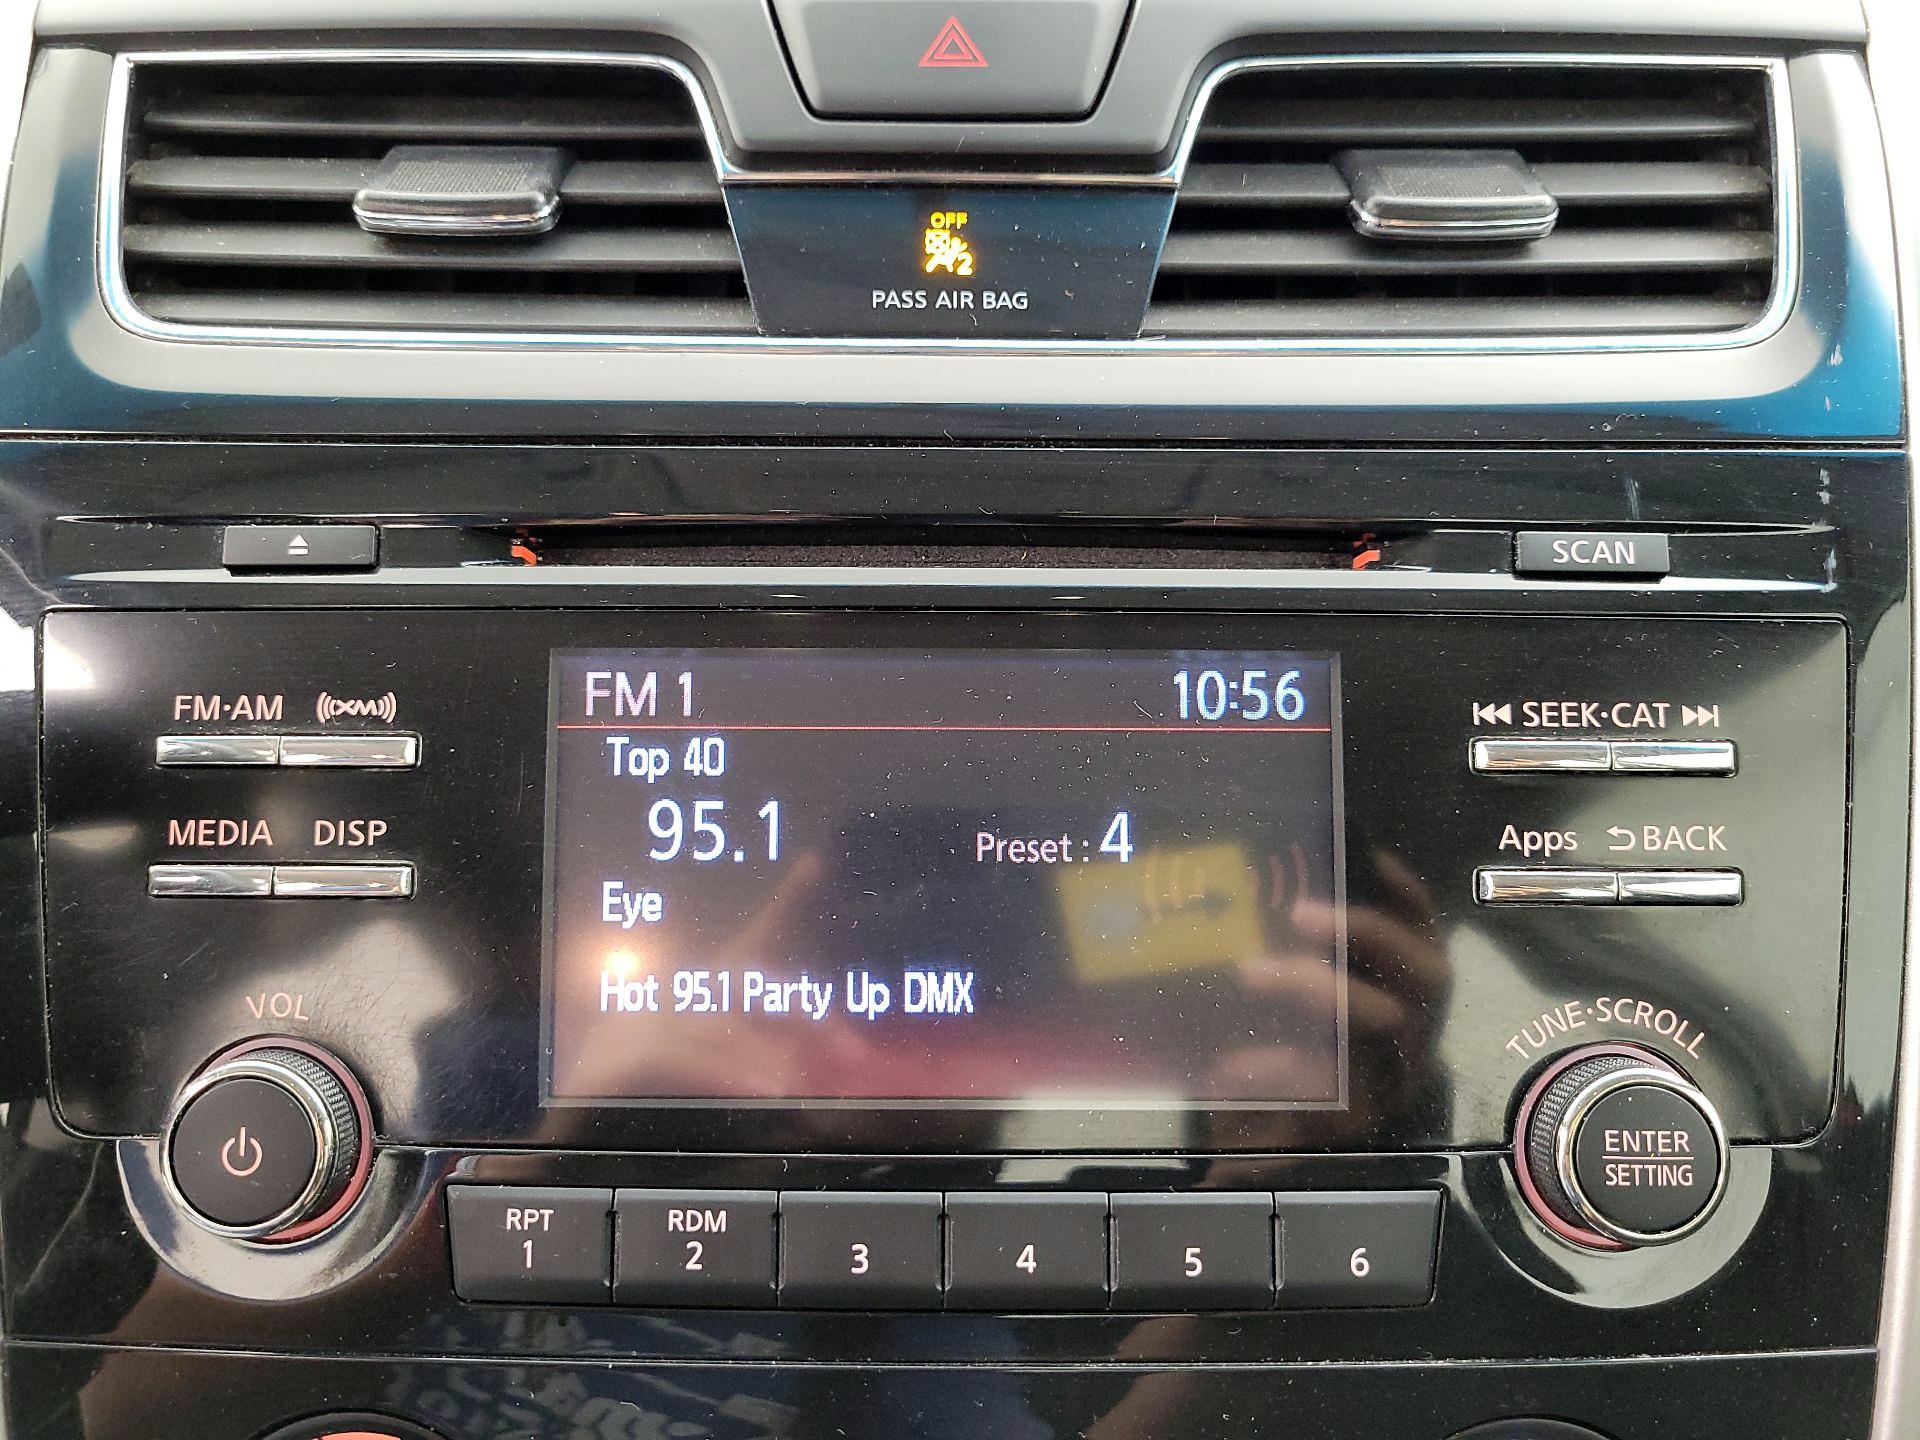 OFF
2
PASS AIR BAG
SCAN
FM·AM XM
FM 1 10:56
SEEK·CAT
Top 40
MEDIA DISP
95.1 Preset : 4
Apps BACK
Eye
Hot 95.1 Party Up DMX
VOL
TUNE·SCROLL
ENTER
SETTING
RPT RDM
1 2 3 4 5 6